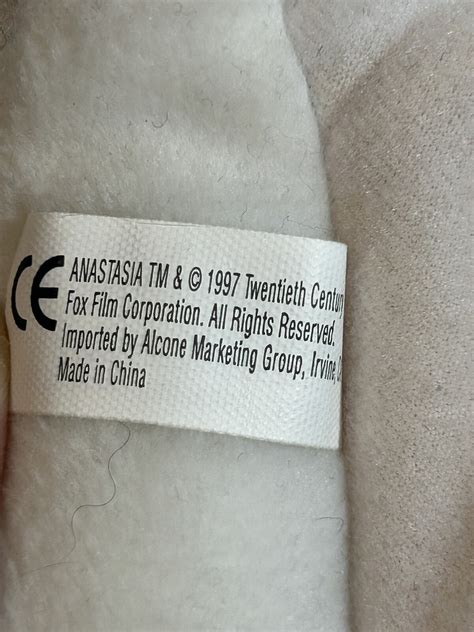 CE
ANASTASIA TM & © 1997 Twentieth Century
Fox Film Corporation. All Rights Reserved.
Imported by Alcone Marketing Group, Irvine,
Made in China